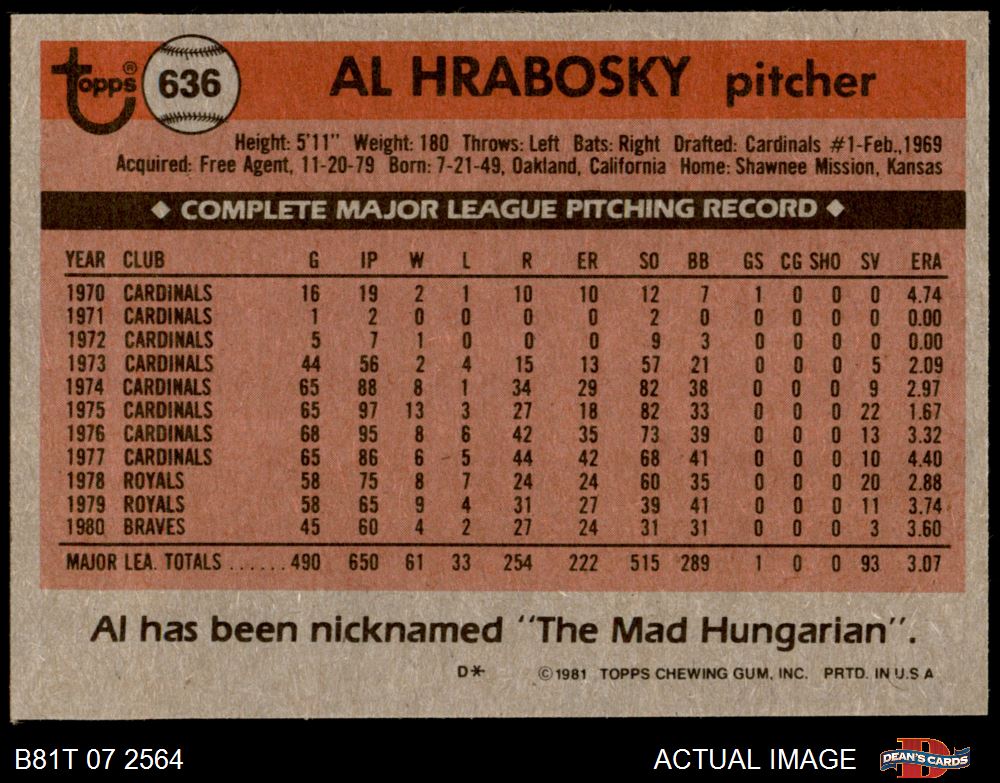 Topps® 636 AL HRABOSKY pitcher
Height: 5'11" Weight: 180 Throws: Left Bats: Right Drafted: Cardinals #1-Feb.,1969
Acquired: Free Agent, 11-20-79 Born: 7-21-49, Oakland, California Home: Shawnee Mission, Kansas
◆ COMPLETE MAJOR LEAGUE PITCHING RECORD ◆
YEAR CLUB G IP W L R ER SO BB GS CG SHO SV ERA
1970 CARDINALS 16 19 2 1 10 10 12 7 1 0 0 0 4.74
1971 CARDINALS 1 2 0 0 0 0 2 0 0 0 0 0 0.00
1972 CARDINALS 5 7 1 0 0 0 9 3 0 0 0 0 0.00
1973 CARDINALS 44 56 2 4 15 13 57 21 0 0 0 5 2.09
1974 CARDINALS 65 88 8 1 34 29 82 38 0 0 0 9 2.97
1975 CARDINALS 65 97 13 3 27 18 82 33 0 0 0 22 1.67
1976 CARDINALS 68 95 8 6 42 35 73 39 0 0 0 13 3.32
1977 CARDINALS 65 86 6 5 44 42 68 41 0 0 0 10 4.40
1978 ROYALS 58 75 8 7 24 24 60 35 0 0 0 20 2.88
1979 ROYALS 58 65 9 4 31 27 39 41 0 0 0 11 3.74
1980 BRAVES 45 60 4 2 27 24 31 31 0 0 0 3 3.60
MAJOR LEA. TOTALS ......490 650 61 33 254 222 515 289 1 0 0 93 3.07
Al has been nicknamed "The Mad Hungarian".
D* ©1981 TOPPS CHEWING GUM, INC. PRTD. IN U.S A
B81T 07 2564 ACTUAL IMAGE D DEAN'S CARDS